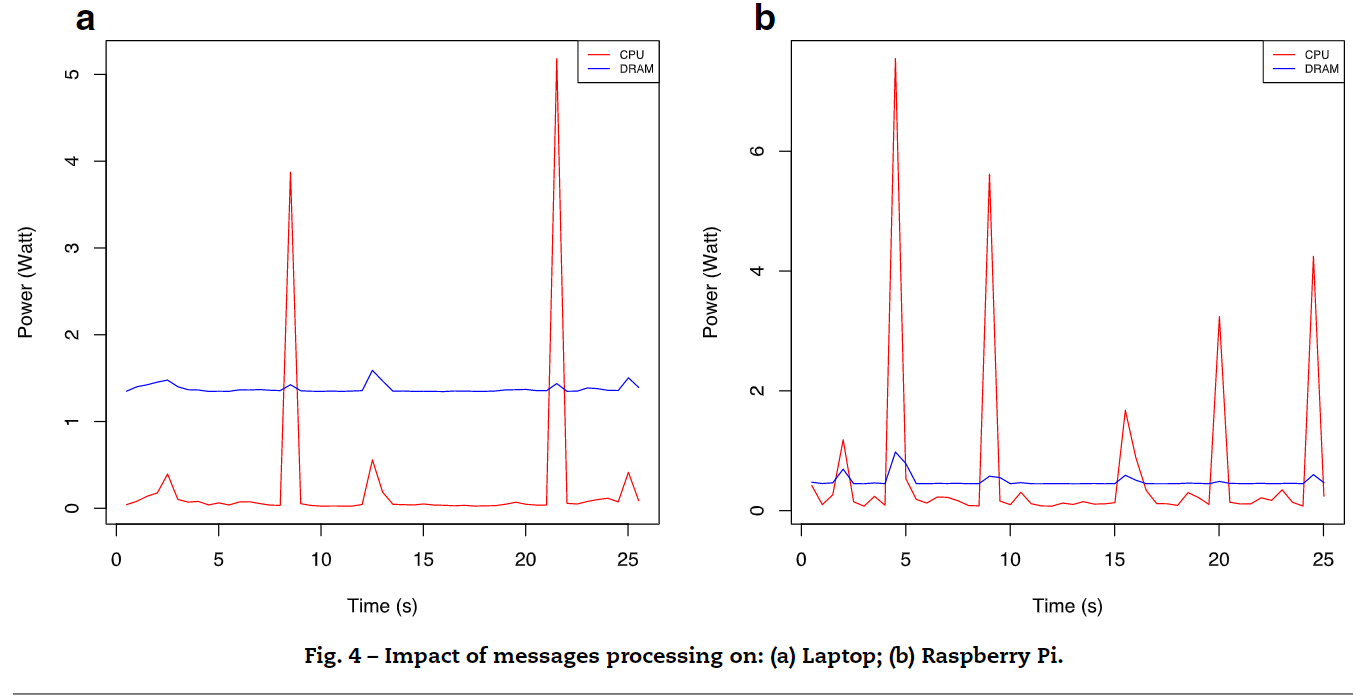 a
CPU
DRAM
5
4
3
2
1
0
Power (Watt)
0 5 10 15 20 25
Time (s)
b
CPU
DRAM
6
4
2
0
Power (Watt)
0 5 10 15 20 25
Time (s)
Fig. 4 – Impact of messages processing on: (a) Laptop; (b) Raspberry Pi.